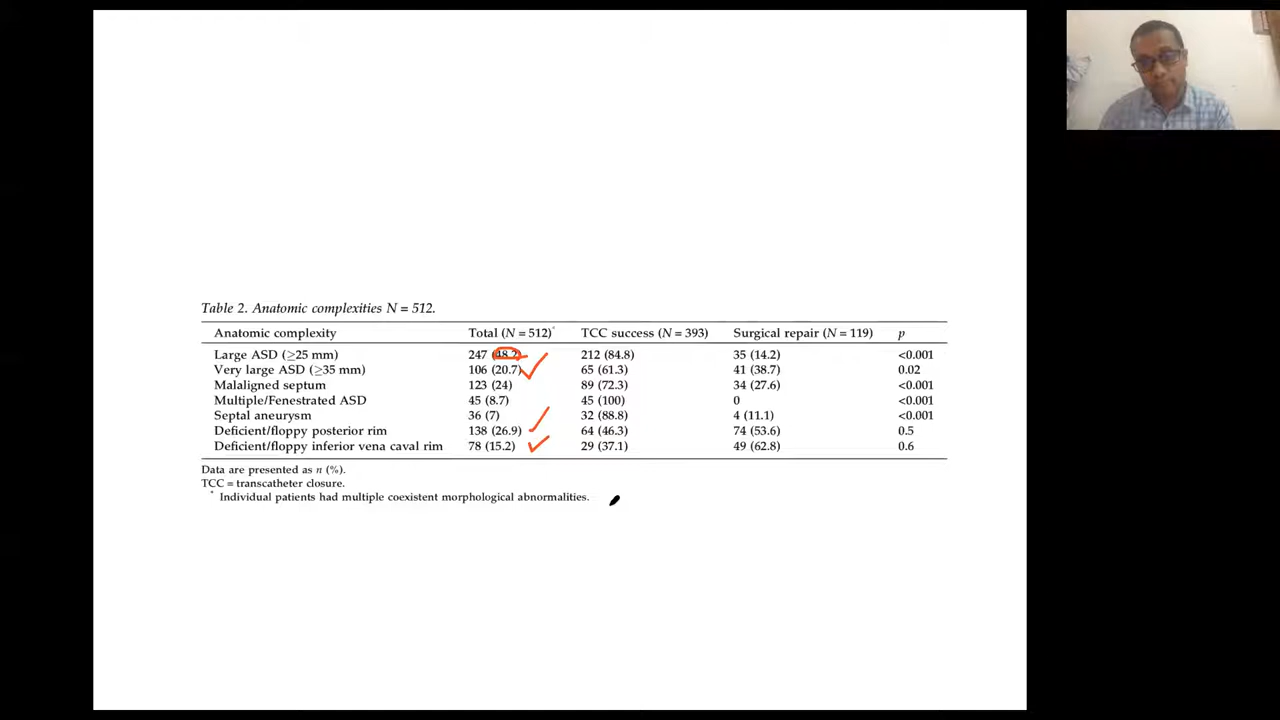 Table 2. Anatomic complexities N = 512.
Anatomic complexity Total (N = 512)* TCC success (N = 393) Surgical repair (N = 119) p
Large ASD (≥25 mm) 247 (48.2) 212 (84.8) 35 (14.2) <0.001
Very large ASD (≥35 mm) 106 (20.7) 65 (61.3) 41 (38.7) 0.02
Malaligned septum 123 (24) 89 (72.3) 34 (27.6) <0.001
Multiple/Fenestrated ASD 45 (8.7) 45 (100) 0 <0.001
Septal aneurysm 36 (7) 32 (88.8) 4 (11.1) <0.001
Deficient/floppy posterior rim 138 (26.9) 64 (46.3) 74 (53.6) 0.5
Deficient/floppy inferior vena caval rim 78 (15.2) 29 (37.1) 49 (62.8) 0.6
Data are presented as n (%).
TCC = transcatheter closure.
* Individual patients had multiple coexistent morphological abnormalities.